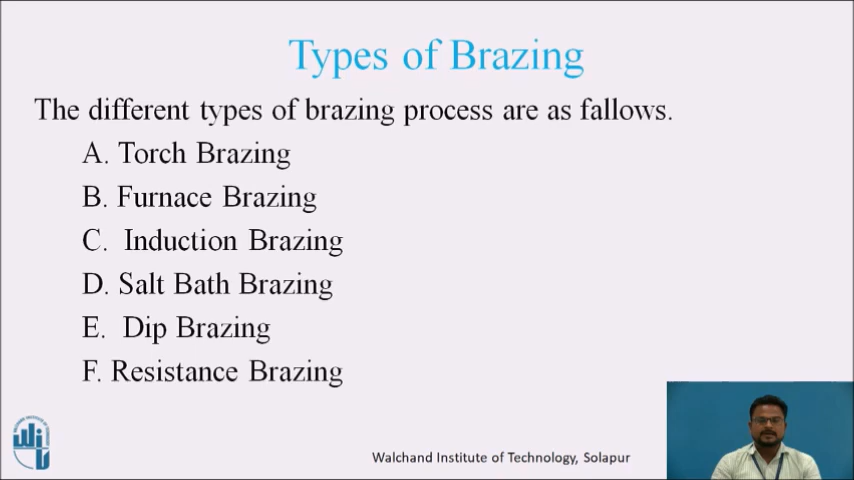 Types of Brazing
The different types of brazing process are as fallows.
A. Torch Brazing
B. Furnace Brazing
C. Induction Brazing
D. Salt Bath Brazing
E. Dip Brazing
F. Resistance Brazing
Walchand Institute of Technology, Solapur